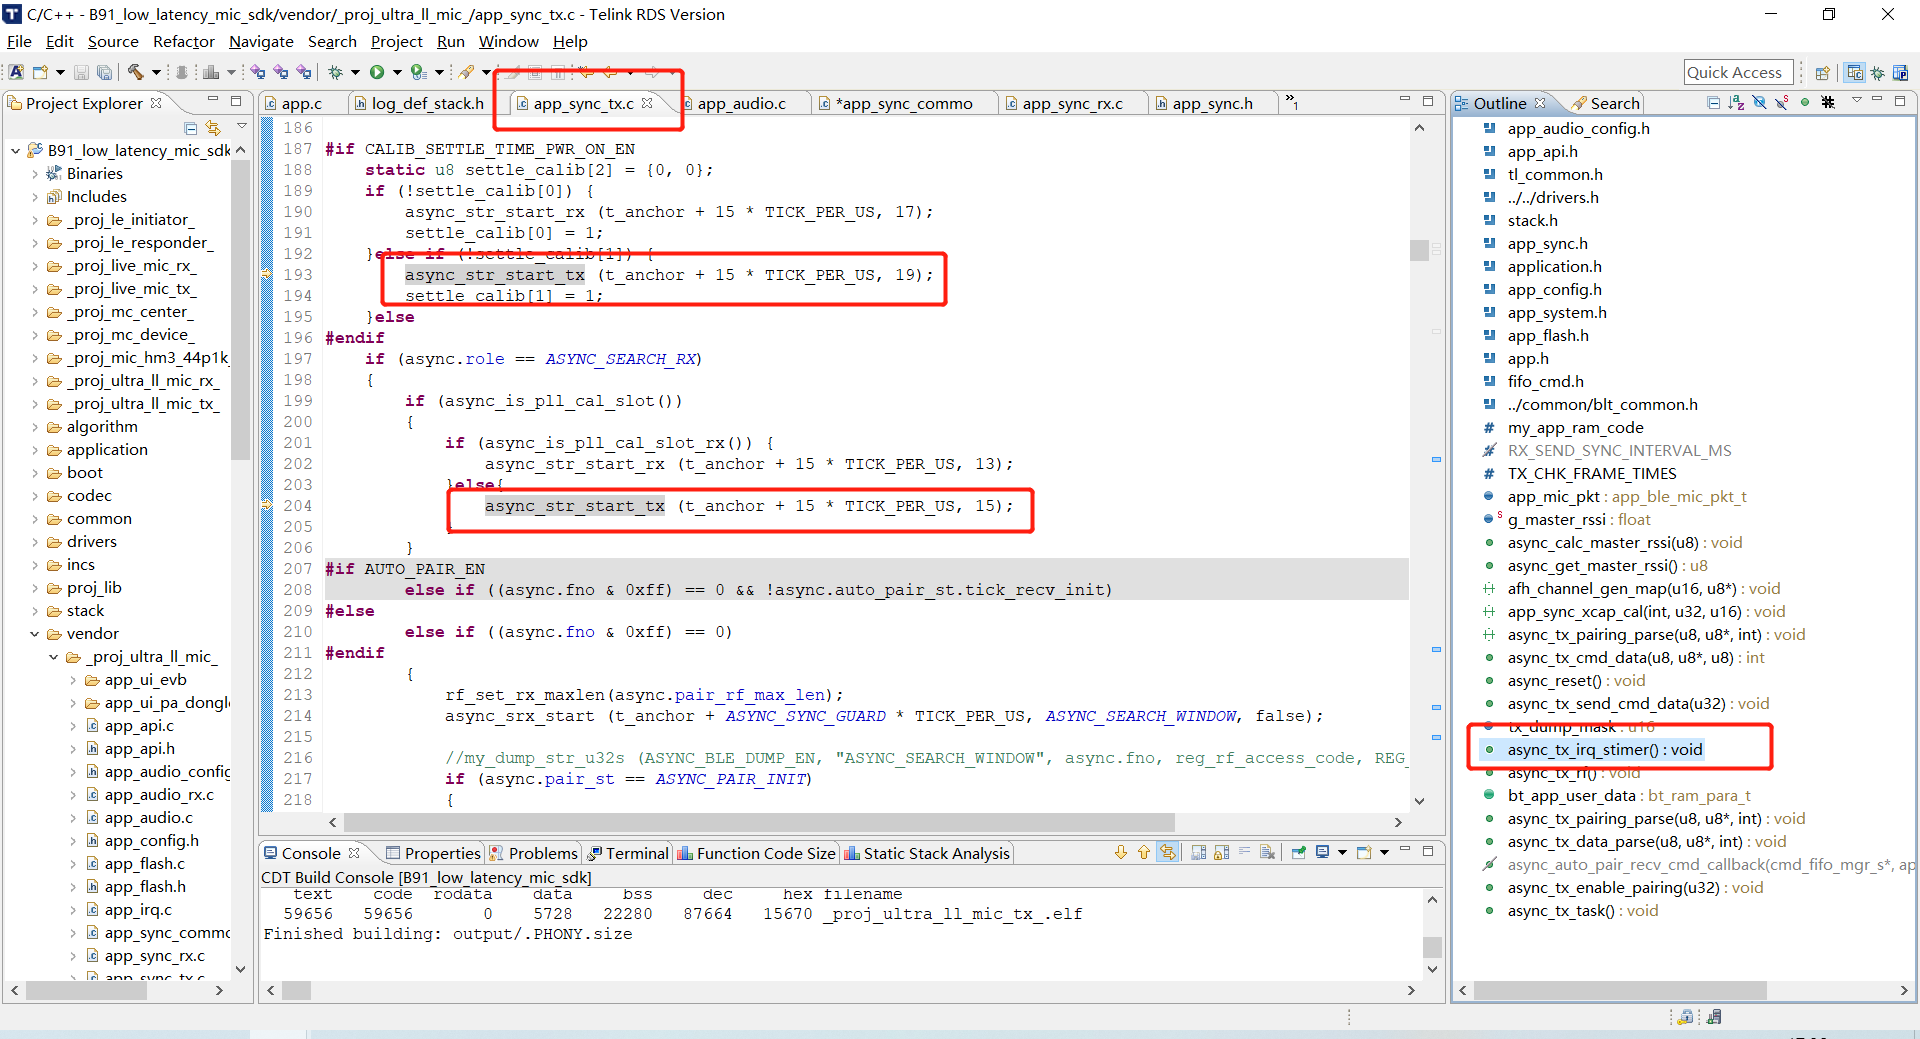 C/C++ - B91_low_latency_mic_sdk/vendor/_proj_ultra_ll_mic_/app_sync_tx.c - Telink RDS Version
File Edit Source Refactor Navigate Search Project Run Window Help
Quick Access
Project Explorer
B91_low_latency_mic_sdk
Binaries
Includes
_proj_le_initiator_
_proj_le_responder_
_proj_live_mic_rx_
_proj_live_mic_tx_
_proj_mc_center_
_proj_mc_device_
_proj_mic_hm3_44p1k_
_proj_ultra_ll_mic_rx_
_proj_ultra_ll_mic_tx_
algorithm
application
boot
codec
common
drivers
incs
proj_lib
stack
vendor
_proj_ultra_ll_mic_
app_ui_evb
app_ui_pa_dongl
app_api.c
app_api.h
app_audio_config
app_audio_rx.c
app_audio.c
app_config.h
app_flash.c
app_flash.h
app_irq.c
app_sync_commo
app_sync_rx.c
app_sync_tx.c
app.c log_def_stack.h app_sync_tx.c app_audio.c *app_sync_commo app_sync_rx.c app_sync.h »1
186
187 #if CALIB_SETTLE_TIME_PWR_ON_EN
188 static u8 settle_calib[2] = {0, 0};
189 if (!settle_calib[0]) {
190 async_str_start_rx (t_anchor + 15 * TICK_PER_US, 17);
191 settle_calib[0] = 1;
192 }else if (!settle_calib[1]) {
193 async_str_start_tx (t_anchor + 15 * TICK_PER_US, 19);
194 settle_calib[1] = 1;
195 }else
196 #endif
197 if (async.role == ASYNC_SEARCH_RX)
198 {
199 if (async_is_pll_cal_slot())
200 {
201 if (async_is_pll_cal_slot_rx()) {
202 async_str_start_rx (t_anchor + 15 * TICK_PER_US, 13);
203 }else{
204 async_str_start_tx (t_anchor + 15 * TICK_PER_US, 15);
205
206 }
207 #if AUTO_PAIR_EN
208 else if ((async.fno & 0xff) == 0 && !async.auto_pair_st.tick_recv_init)
209 #else
210 else if ((async.fno & 0xff) == 0)
211 #endif
212 {
213 rf_set_rx_maxlen(async.pair_rf_max_len);
214 async_srx_start (t_anchor + ASYNC_SYNC_GUARD * TICK_PER_US, ASYNC_SEARCH_WINDOW, false);
215
216 //my_dump_str_u32s (ASYNC_BLE_DUMP_EN, "ASYNC_SEARCH_WINDOW", async.fno, reg_rf_access_code, REG_
217 if (async.pair_st == ASYNC_PAIR_INIT)
218 {
Console Properties Problems Terminal Function Code Size Static Stack Analysis
CDT Build Console [B91_low_latency_mic_sdk]
text code rodata data bss dec hex filename
59656 59656 0 5728 22280 87664 15670 _proj_ultra_ll_mic_tx_.elf
Finished building: output/.PHONY.size
Outline Search
app_audio_config.h
app_api.h
tl_common.h
../../drivers.h
stack.h
app_sync.h
application.h
app_config.h
app_system.h
app_flash.h
app.h
fifo_cmd.h
../common/blt_common.h
my_app_ram_code
RX_SEND_SYNC_INTERVAL_MS
TX_CHK_FRAME_TIMES
app_mic_pkt : app_ble_mic_pkt_t
g_master_rssi : float
async_calc_master_rssi(u8) : void
async_get_master_rssi() : u8
afh_channel_gen_map(u16, u8*) : void
app_sync_xcap_cal(int, u32, u16) : void
async_tx_pairing_parse(u8, u8*, int) : void
async_tx_cmd_data(u8, u8*, u8) : int
async_reset() : void
async_tx_send_cmd_data(u32) : void
tx_dump_mask : u16
async_tx_irq_stimer() : void
async_tx_rf() : void
bt_app_user_data : bt_ram_para_t
async_tx_pairing_parse(u8, u8*, int) : void
async_tx_data_parse(u8, u8*, int) : void
async_auto_pair_recv_cmd_callback(cmd_fifo_mgr_s*, ap
async_tx_enable_pairing(u32) : void
async_tx_task() : void